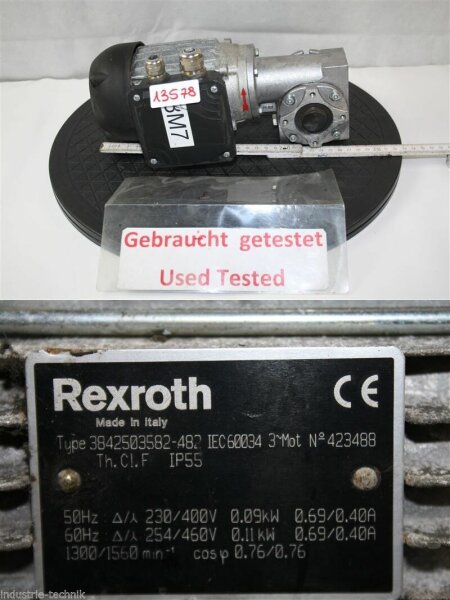 13578
BM7
Gebraucht getestet
Used Tested
Rexroth
CE
Made in Italy
Type 3842503582-482 IEC60034 3~Mot Nº 423488
Th.Cl.F IP55
50Hz: Δ/⅄ 230/400V 0.09kW 0.69/0.40A
60Hz: Δ/⅄ 254/460V 0.11kW 0.69/0.40A
1300/1560 min⁻¹ cosφ 0.76/0.76
industrie-technik